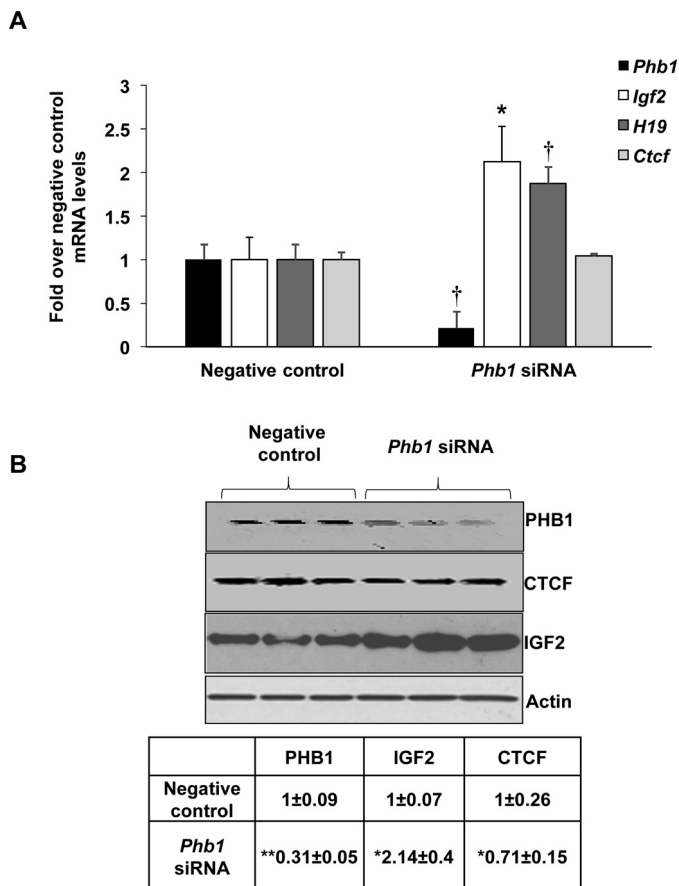 A
Fold over negative control
mRNA levels
3
2.5
2
1.5
1
0.5
0
*
†
†
Phb1
Igf2
H19
Ctcf
Negative control
Phb1 siRNA
B
Negative
control
Phb1 siRNA
PHB1
CTCF
IGF2
Actin
PHB1 IGF2 CTCF
Negative
control
1±0.09 1±0.07 1±0.26
Phb1
siRNA
**0.31±0.05 *2.14±0.4 *0.71±0.15